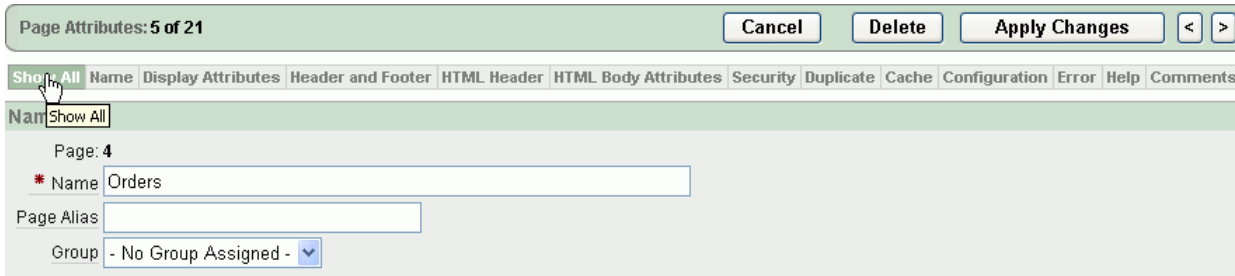 Page Attributes: 5 of 21 Cancel Delete Apply Changes < >
Show All Name Display Attributes Header and Footer HTML Header HTML Body Attributes Security Duplicate Cache Configuration Error Help Comments
Show All
Page: 4
* Name Orders
Page Alias
Group - No Group Assigned -